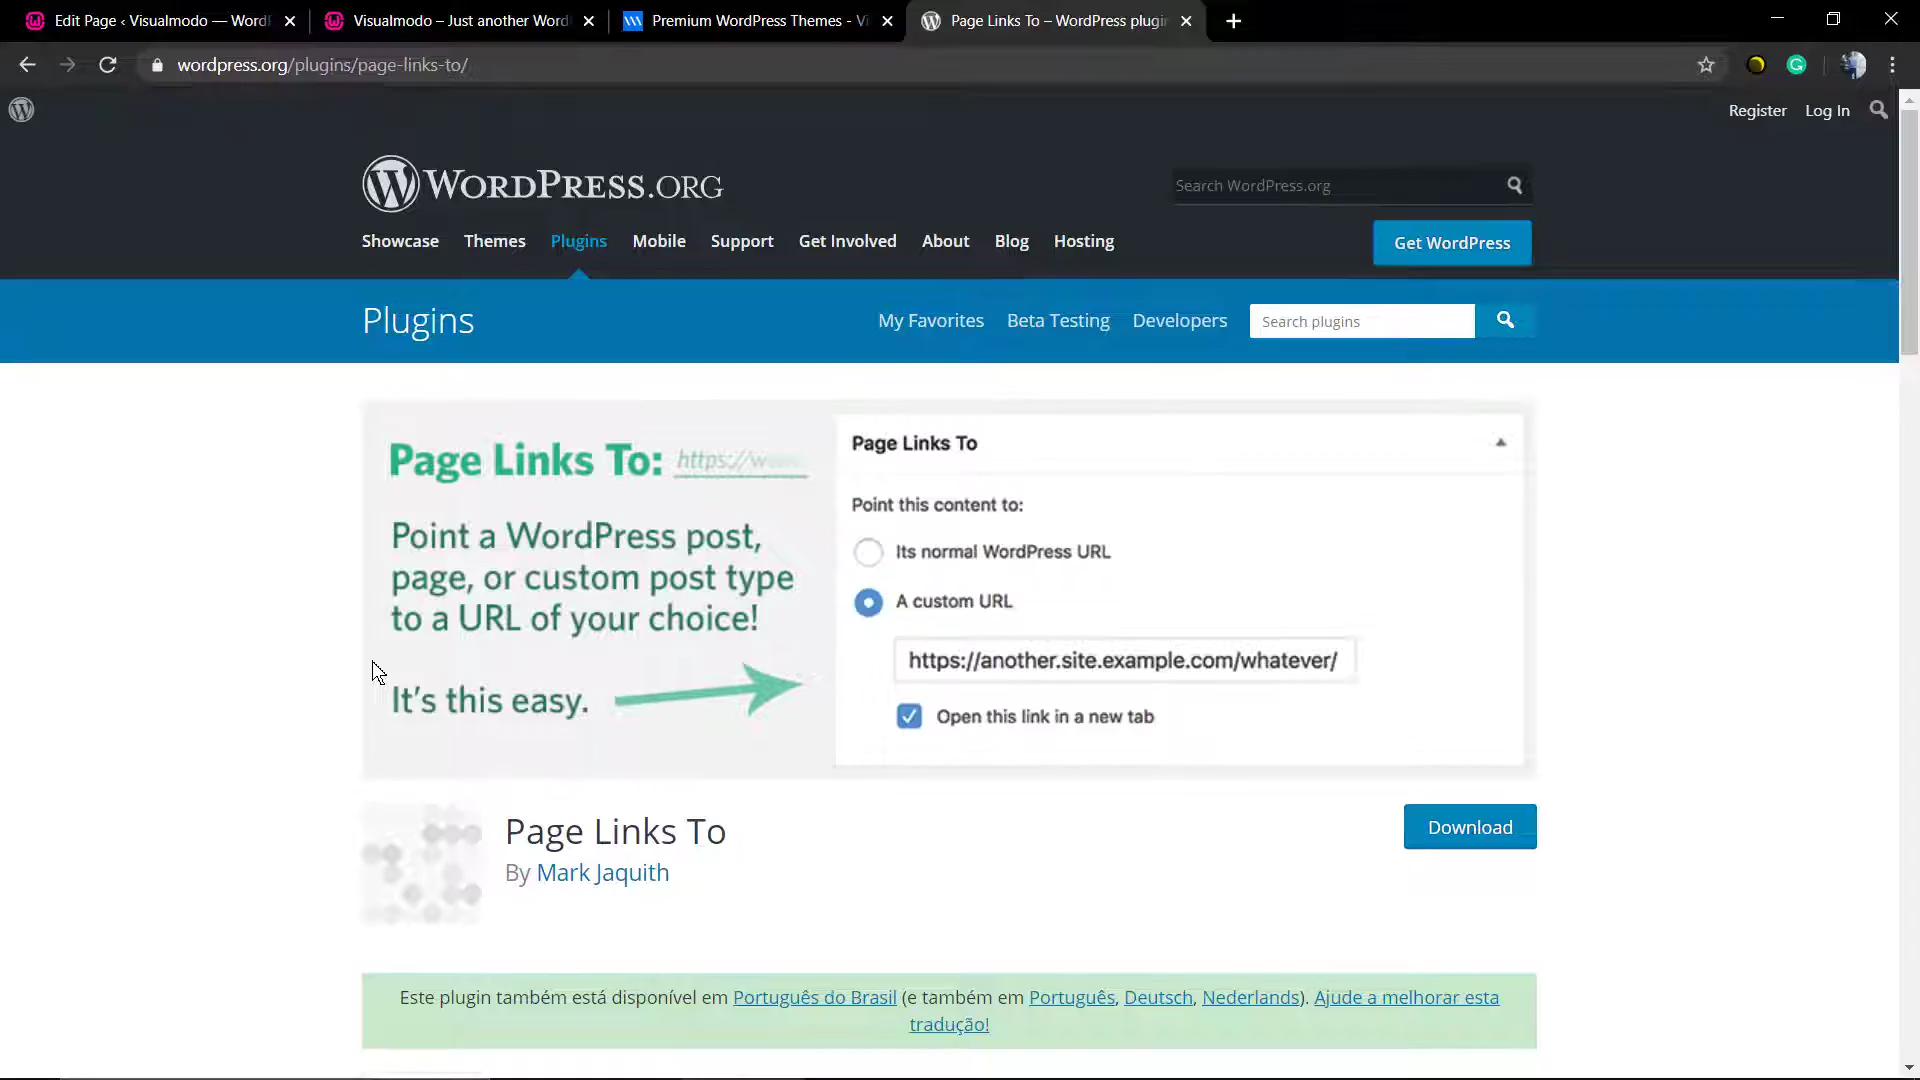 Edit Page ‹ Visualmodo — WordP
Visualmodo – Just another Word
Premium WordPress Themes - Vi
Page Links To – WordPress plugin
wordpress.org/plugins/page-links-to/
Register Log In
WORDPRESS.ORG
Search WordPress.org
Showcase Themes Plugins Mobile Support Get Involved About Blog Hosting
Get WordPress
Plugins
My Favorites Beta Testing Developers
Search plugins
Page Links To: https://www
Point a WordPress post,
page, or custom post type
to a URL of your choice!
It's this easy.
Page Links To
Point this content to:
Its normal WordPress URL
A custom URL
https://another.site.example.com/whatever/
Open this link in a new tab
Page Links To
Download
By Mark Jaquith
Este plugin também está disponível em Português do Brasil (e também em Português, Deutsch, Nederlands). Ajude a melhorar esta
tradução!